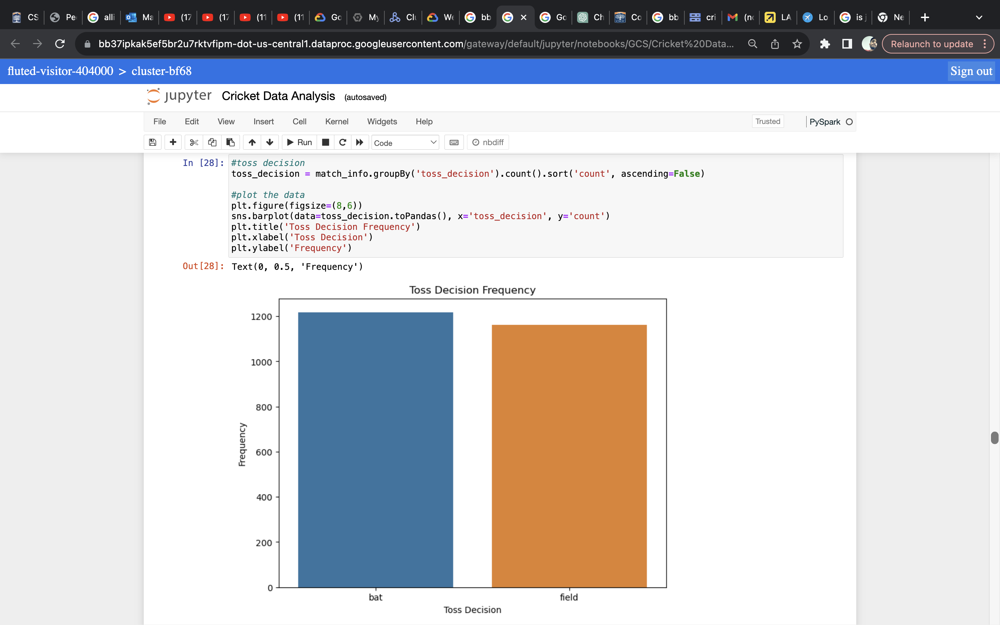 CS Pe alli Ma (17 (17 (11 (11 Go My Clu We bb Go Ch Co bb cri (no LA Lo is j Ne
bb37ipkak5ef5br2u7rktvfipm-dot-us-central1.dataproc.googleusercontent.com/gateway/default/jupyter/notebooks/GCS/Cricket%20Data... Relaunch to update
fluted-visitor-404000 > cluster-bf68 Sign out
jupyter Cricket Data Analysis (autosaved)
File Edit View Insert Cell Kernel Widgets Help Trusted PySpark
Run Code nbdiff
In [28]: #toss decision
toss_decision = match_info.groupBy('toss_decision').count().sort('count', ascending=False)
#plot the data
plt.figure(figsize=(8,6))
sns.barplot(data=toss_decision.toPandas(), x='toss_decision', y='count')
plt.title('Toss Decision Frequency')
plt.xlabel('Toss Decision')
plt.ylabel('Frequency')
Out[28]: Text(0, 0.5, 'Frequency')
Toss Decision Frequency
1200
1000
800
600
400
200
0
Frequency
bat field
Toss Decision